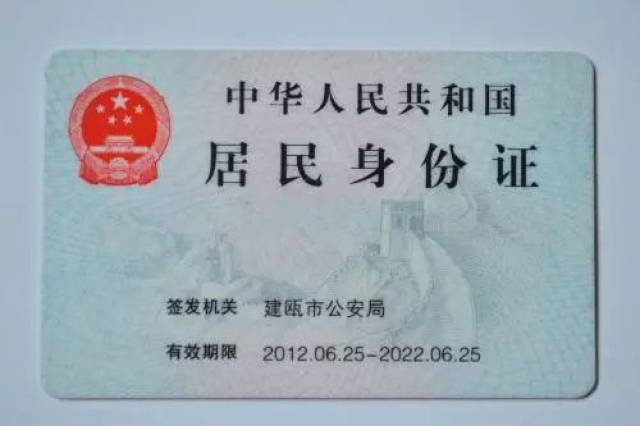 中华人民共和国
居民身份证
签发机关 建瓯市公安局
有效期限 2012.06.25-2022.06.25